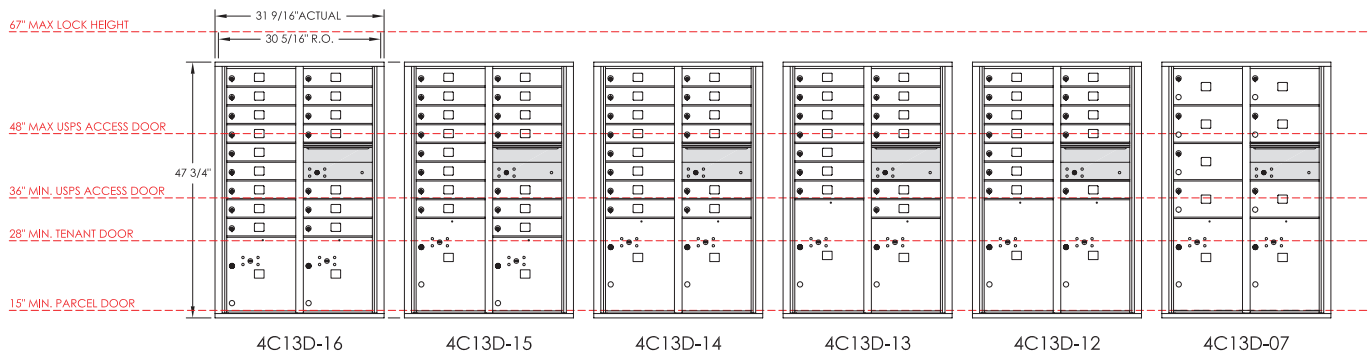 31 9/16"ACTUAL
67" MAX LOCK HEIGHT
30 5/16" R.O.
48" MAX USPS ACCESS DOOR
47 3/4"
36" MIN. USPS ACCESS DOOR
28" MIN. TENANT DOOR
15" MIN. PARCEL DOOR
4C13D-16
4C13D-15
4C13D-14
4C13D-13
4C13D-12
4C13D-07